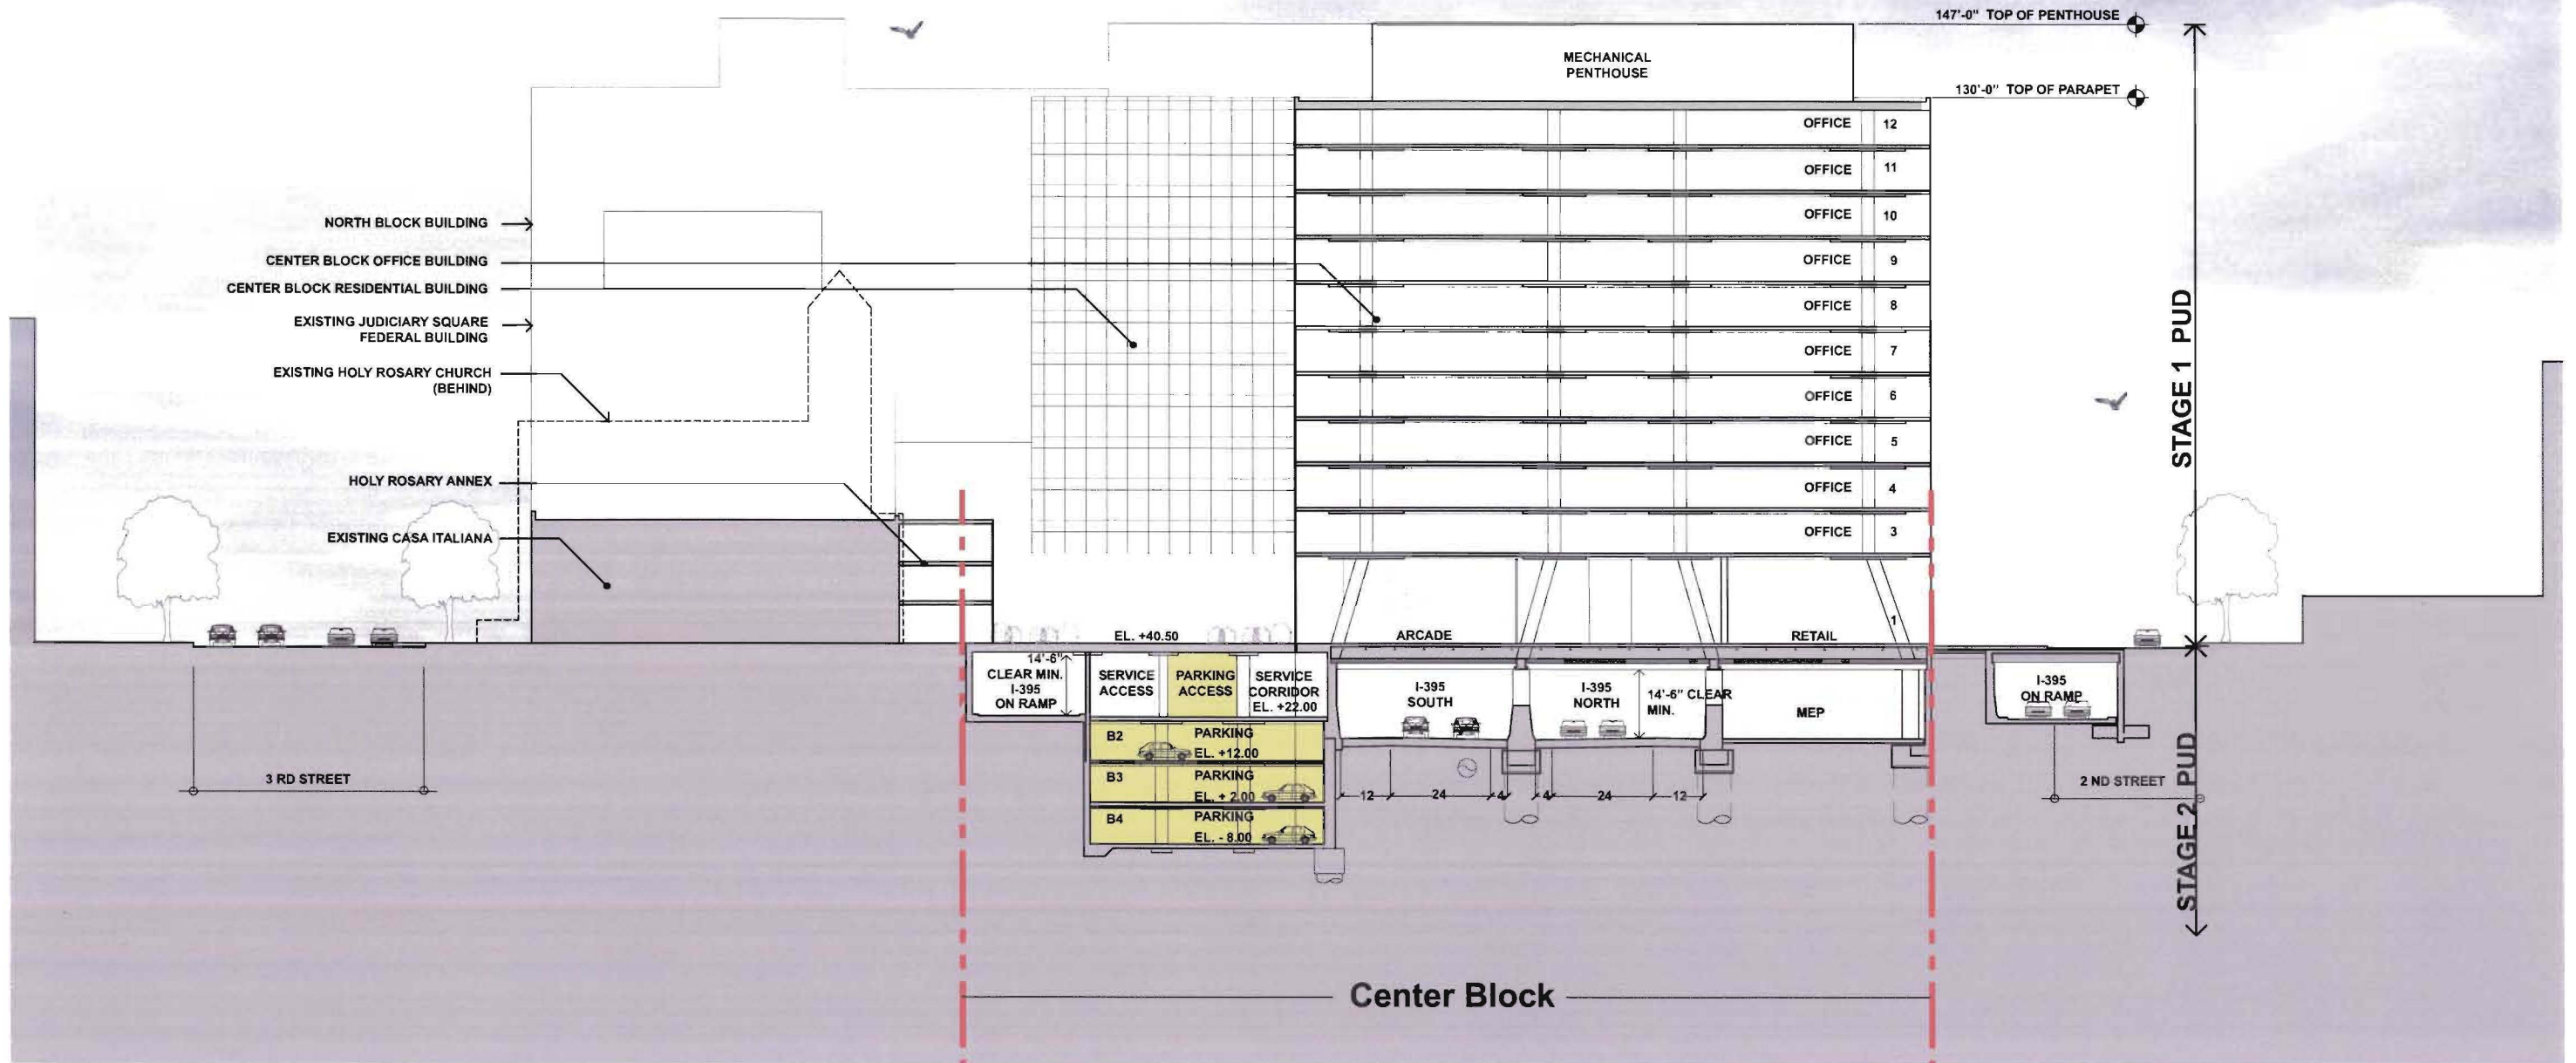 147'-0" TOP OF PENTHOUSE
MECHANICAL
PENTHOUSE
130'-0" TOP OF PARAPET
OFFICE 12
OFFICE 11
OFFICE 10
OFFICE 9
OFFICE 8
OFFICE 7
OFFICE 6
OFFICE 5
OFFICE 4
OFFICE 3
1
NORTH BLOCK BUILDING
CENTER BLOCK OFFICE BUILDING
CENTER BLOCK RESIDENTIAL BUILDING
EXISTING JUDICIARY SQUARE
FEDERAL BUILDING
EXISTING HOLY ROSARY CHURCH
(BEHIND)
HOLY ROSARY ANNEX
EXISTING CASA ITALIANA
STAGE 1 PUD
EL. +40.50
ARCADE
RETAIL
14'-6"
CLEAR MIN.
I-395
ON RAMP
SERVICE
ACCESS
PARKING
ACCESS
SERVICE
CORRIDOR
EL. +22.00
I-395
SOUTH
I-395
NORTH
14'-6" CLEAR
MIN.
MEP
I-395
ON RAMP
B2 PARKING
EL. +12.00
B3 PARKING
EL. + 2.00
B4 PARKING
EL. - 8.00
3 RD STREET
12 24 4 4 24 12
2 ND STREET
STAGE 2 PUD
Center Block